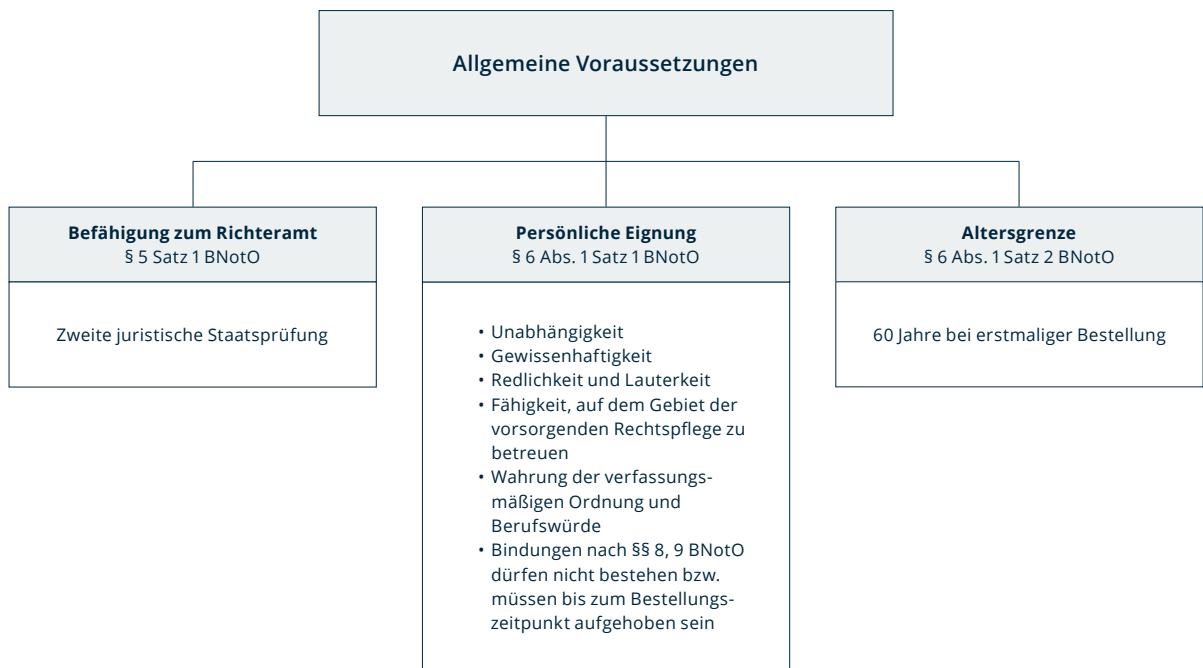 Allgemeine Voraussetzungen
Befähigung zum Richteramt
§ 5 Satz 1 BNotO
Zweite juristische Staatsprüfung
Persönliche Eignung
§ 6 Abs. 1 Satz 1 BNotO
• Unabhängigkeit
• Gewissenhaftigkeit
• Redlichkeit und Lauterkeit
• Fähigkeit, auf dem Gebiet der
vorsorgenden Rechtspflege zu
betreuen
• Wahrung der verfassungs-
mäßigen Ordnung und
Berufswürde
• Bindungen nach §§ 8, 9 BNotO
dürfen nicht bestehen bzw.
müssen bis zum Bestellungs-
zeitpunkt aufgehoben sein
Altersgrenze
§ 6 Abs. 1 Satz 2 BNotO
60 Jahre bei erstmaliger Bestellung